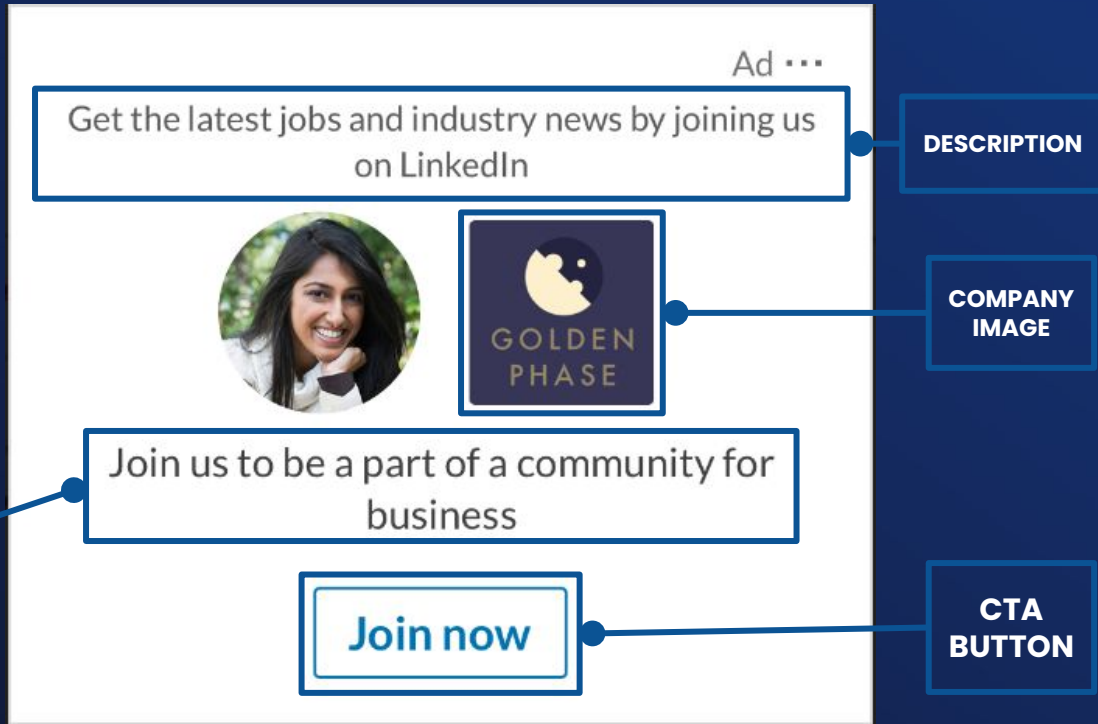 Ad ...
Get the latest jobs and industry news by joining us
on LinkedIn
DESCRIPTION
GOLDEN
PHASE
COMPANY
IMAGE
Join us to be a part of a community for
business
Join now
CTA
BUTTON